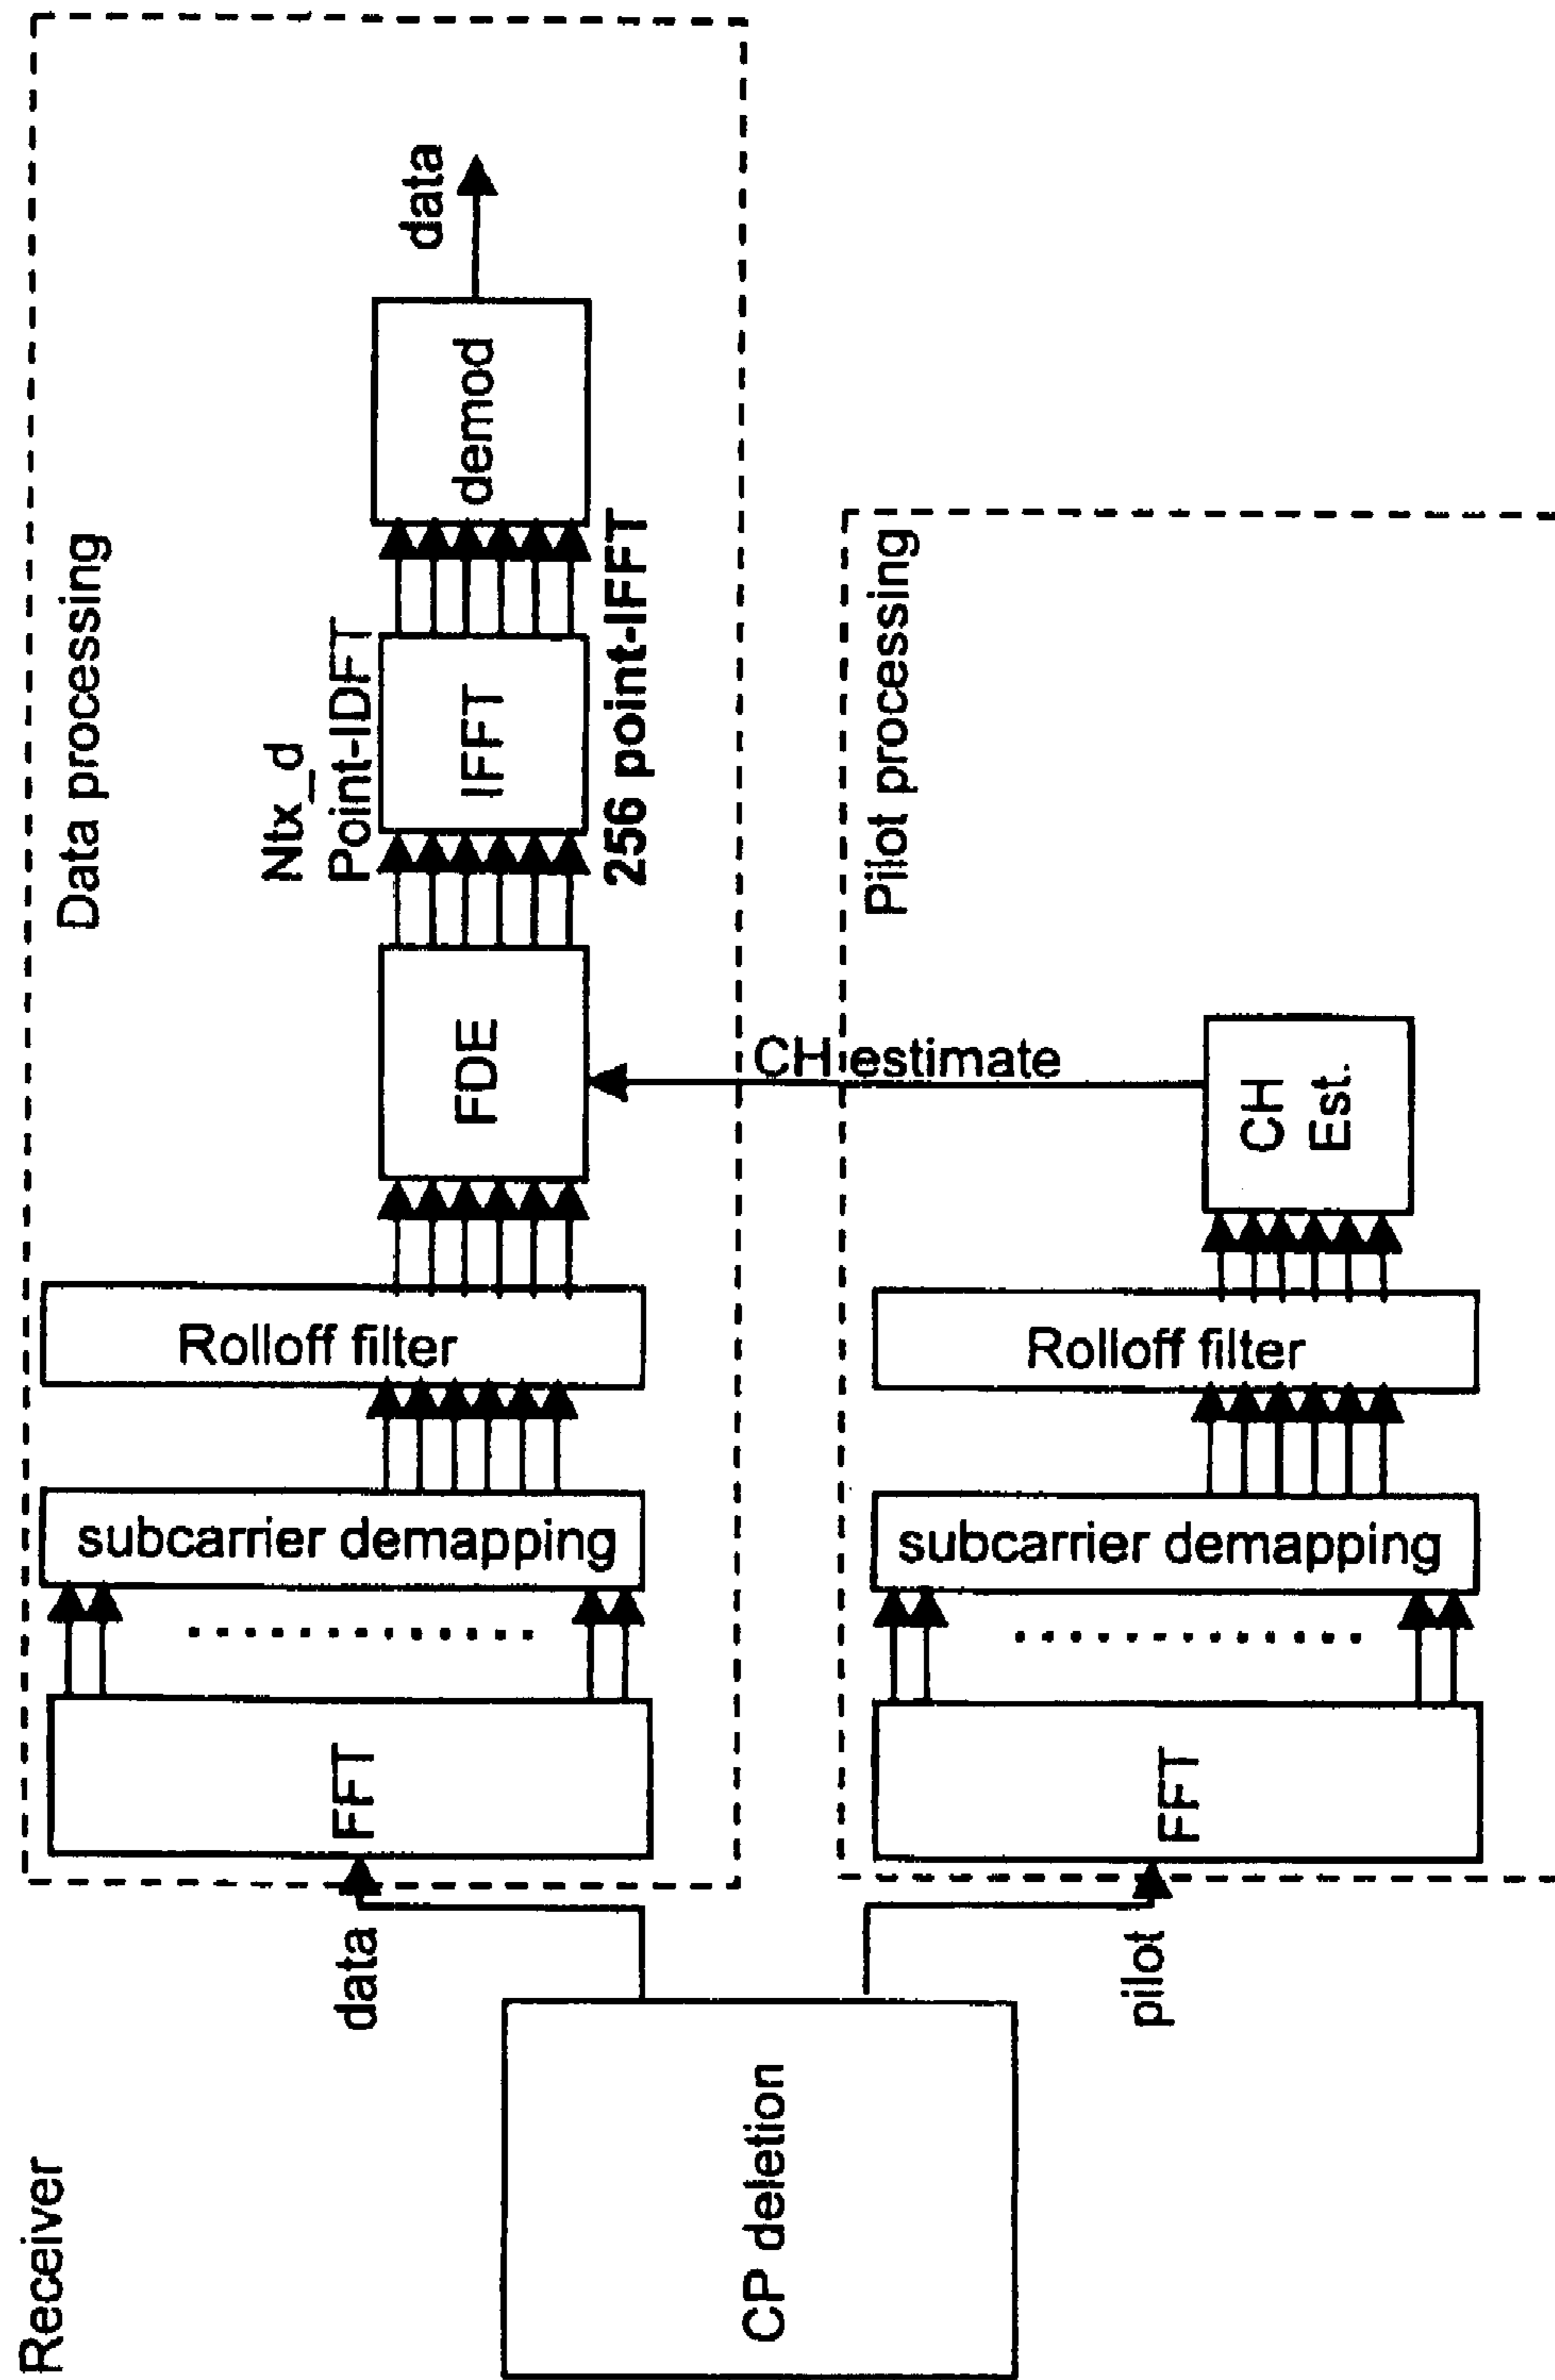 Receiver
CP deletion
data
pilot
Data processing
FFT
subcarrier demapping
Rolloff filter
FDE
Ntx_d
Point-IDFT
IFFT
256 point-IFFT
demod
data
CH estimate
Pilot processing
FFT
subcarrier demapping
Rolloff filter
CH
Est.